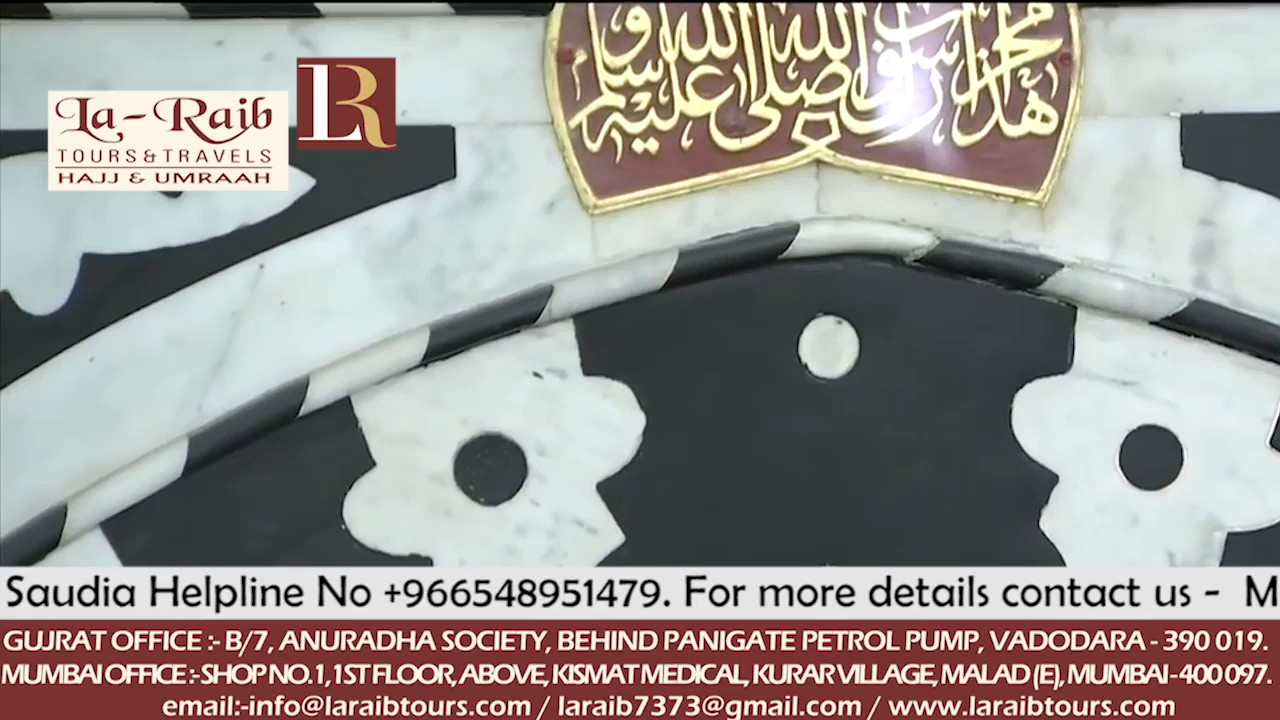 La-Raib
TOURS & TRAVELS
HAJJ & UMRAAH
LR
هذا رسول الله صلى الله عليه وسلم
Saudia Helpline No +966548951479. For more details contact us - M
GUJRAT OFFICE :- B/7, ANURADHA SOCIETY, BEHIND PANIGATE PETROL PUMP, VADODARA - 390 019.
MUMBAI OFFICE :- SHOP NO. 1, 1ST FLOOR, ABOVE, KISMAT MEDICAL, KURAR VILLAGE, MALAD (E), MUMBAI - 400 097.
email:-info@laraibtours.com / laraib7373@gmail.com / www.laraibtours.com